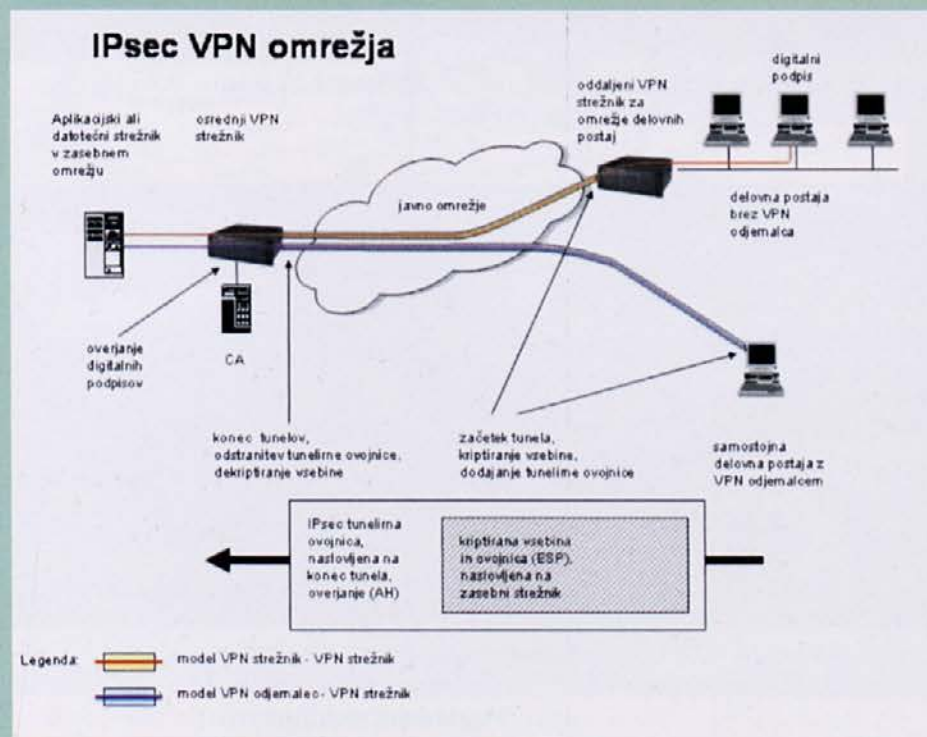 IPsec VPN omrežja
Aplikacijski ali
datotečni strežnik
v zasebnem
omrežju
osrednji VPN
strežnik
oddaljeni VPN
strežnik za
omrežje delovnih
postaj
digitalni
podpis
javno omrežje
delovna postaja
brez VPN
odjemalca
overjanje
digitalnih
podpisov
CA
konec tunelov,
odstranitev tunelirne ovojnice,
dekriptiranje vsebine
začetek tunela,
kriptiranje vsebine,
dodajanje tunelirne ovojnice
samostojna
delovna postaja z
VPN odjemalcem
IPsec tunelirna
ovojnica,
naslovljena na
konec tunela,
overjanje (AH)
kriptirana vsebina
in ovojnica (ESP),
naslovljena na
zasebni strežnik
Legenda:
model VPN strežnik - VPN strežnik
model VPN odjemalec - VPN strežnik